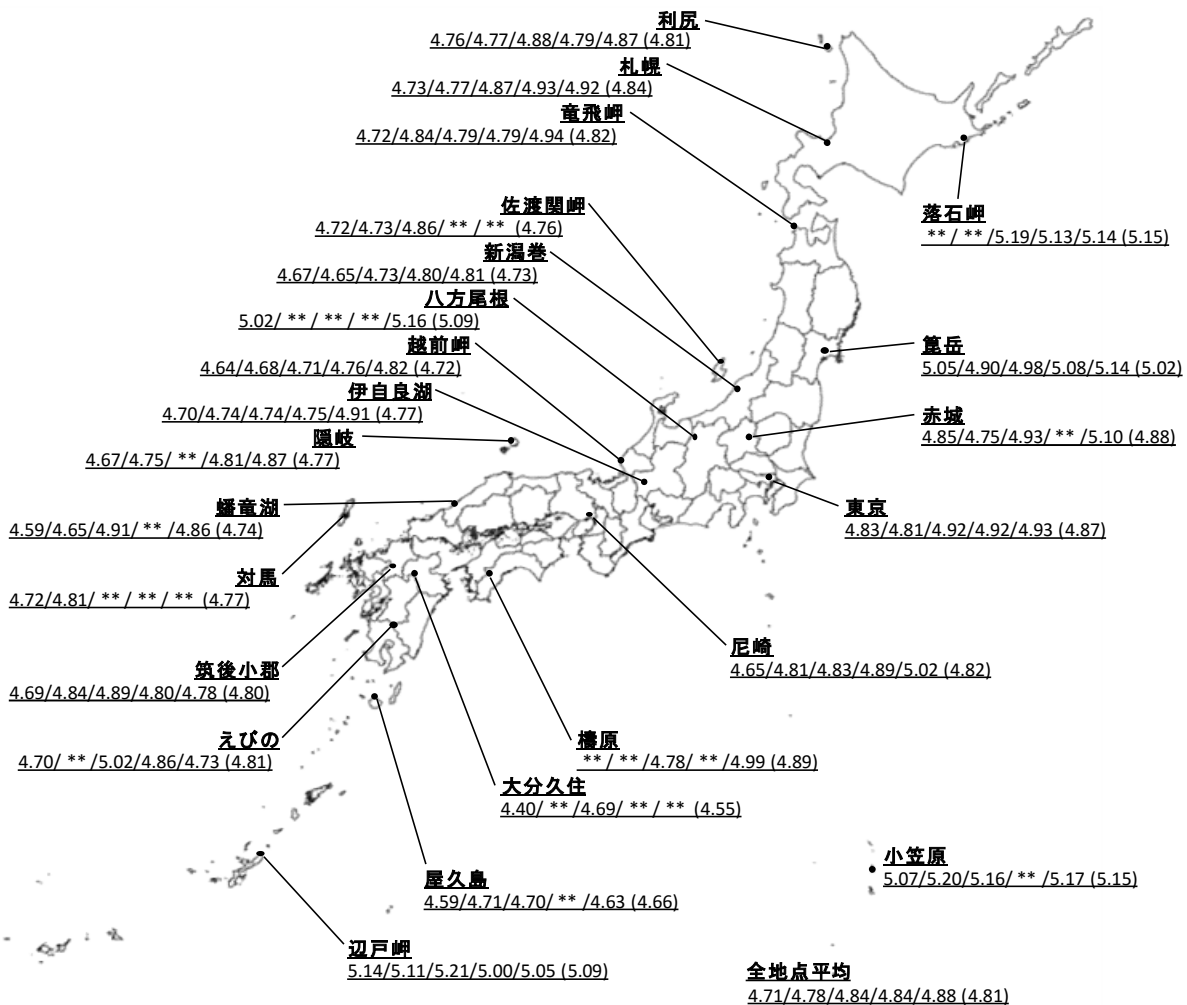 利尻
4.76/4.77/4.88/4.79/4.87 (4.81)
札幌
4.73/4.77/4.87/4.93/4.92 (4.84)
竜飛岬
4.72/4.84/4.79/4.79/4.94 (4.82)
落石岬
** / ** /5.19/5.13/5.14 (5.15)
佐渡関岬
4.72/4.73/4.86/ ** / ** (4.76)
新潟巻
4.67/4.65/4.73/4.80/4.81 (4.73)
八方尾根
5.02/ ** / ** / ** /5.16 (5.09)
越前岬
4.64/4.68/4.71/4.76/4.82 (4.72)
篦岳
5.05/4.90/4.98/5.08/5.14 (5.02)
伊自良湖
4.70/4.74/4.74/4.75/4.91 (4.77)
赤城
4.85/4.75/4.93/ ** /5.10 (4.88)
隠岐
4.67/4.75/ ** /4.81/4.87 (4.77)
蟠竜湖
4.59/4.65/4.91/ ** /4.86 (4.74)
東京
4.83/4.81/4.92/4.92/4.93 (4.87)
対馬
4.72/4.81/ ** / ** / ** (4.77)
尼崎
4.65/4.81/4.83/4.89/5.02 (4.82)
筑後小郡
4.69/4.84/4.89/4.80/4.78 (4.80)
えびの
4.70/ ** /5.02/4.86/4.73 (4.81)
梼原
** / ** /4.78/ ** /4.99 (4.89)
大分久住
4.40/ ** /4.69/ ** / ** (4.55)
小笠原
5.07/5.20/5.16/ ** /5.17 (5.15)
屋久島
4.59/4.71/4.70/ ** /4.63 (4.66)
辺戸岬
5.14/5.11/5.21/5.00/5.05 (5.09)
全地点平均
4.71/4.78/4.84/4.84/4.88 (4.81)